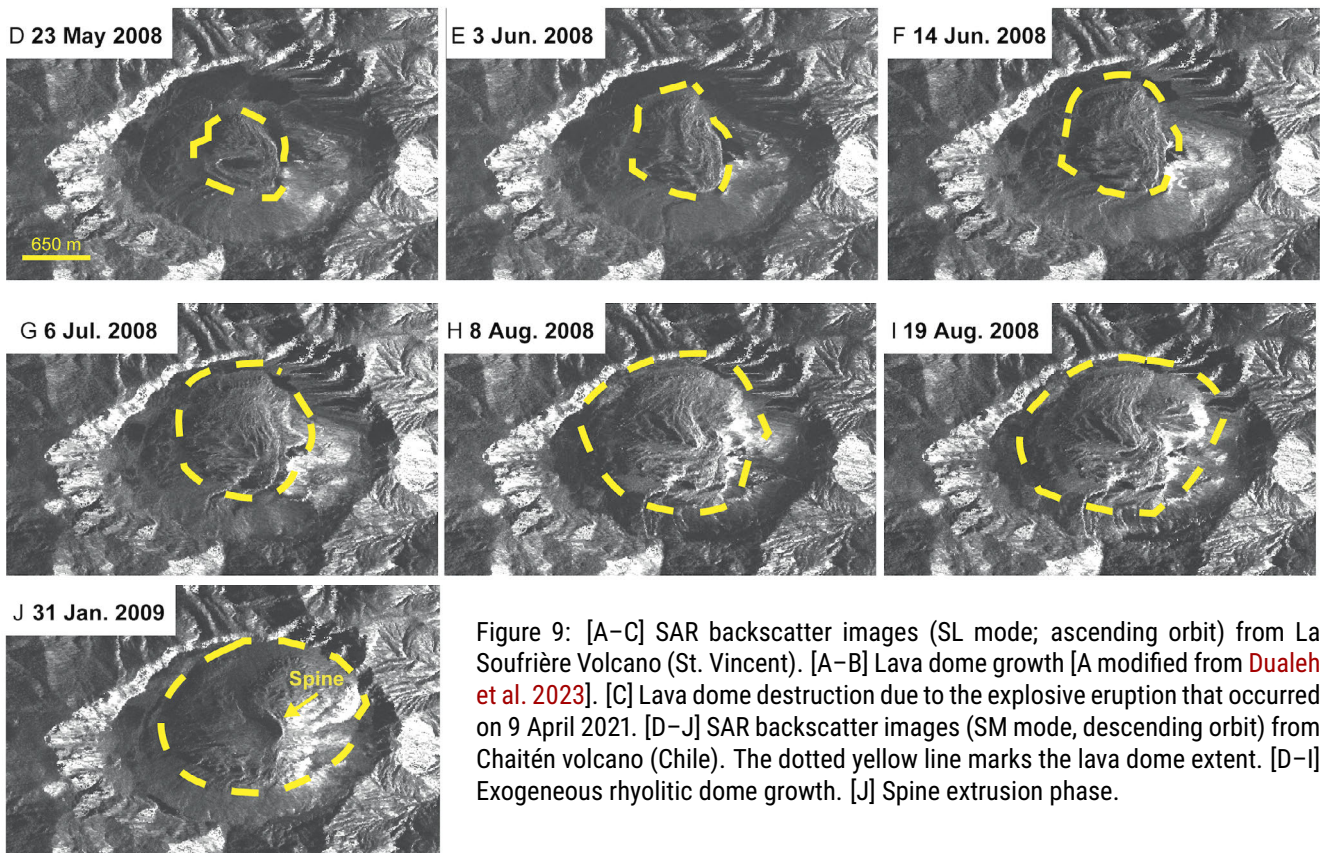 D 23 May 2008
E 3 Jun. 2008
F 14 Jun. 2008
650 m
G 6 Jul. 2008
H 8 Aug. 2008
I 19 Aug. 2008
J 31 Jan. 2009
Spine
Figure 9: [A–C] SAR backscatter images (SL mode; ascending orbit) from La
Soufrière Volcano (St. Vincent). [A–B] Lava dome growth [A modified from Dualeh
et al. 2023]. [C] Lava dome destruction due to the explosive eruption that occurred
on 9 April 2021. [D–J] SAR backscatter images (SM mode, descending orbit) from
Chaitén volcano (Chile). The dotted yellow line marks the lava dome extent. [D–I]
Exogeneous rhyolitic dome growth. [J] Spine extrusion phase.